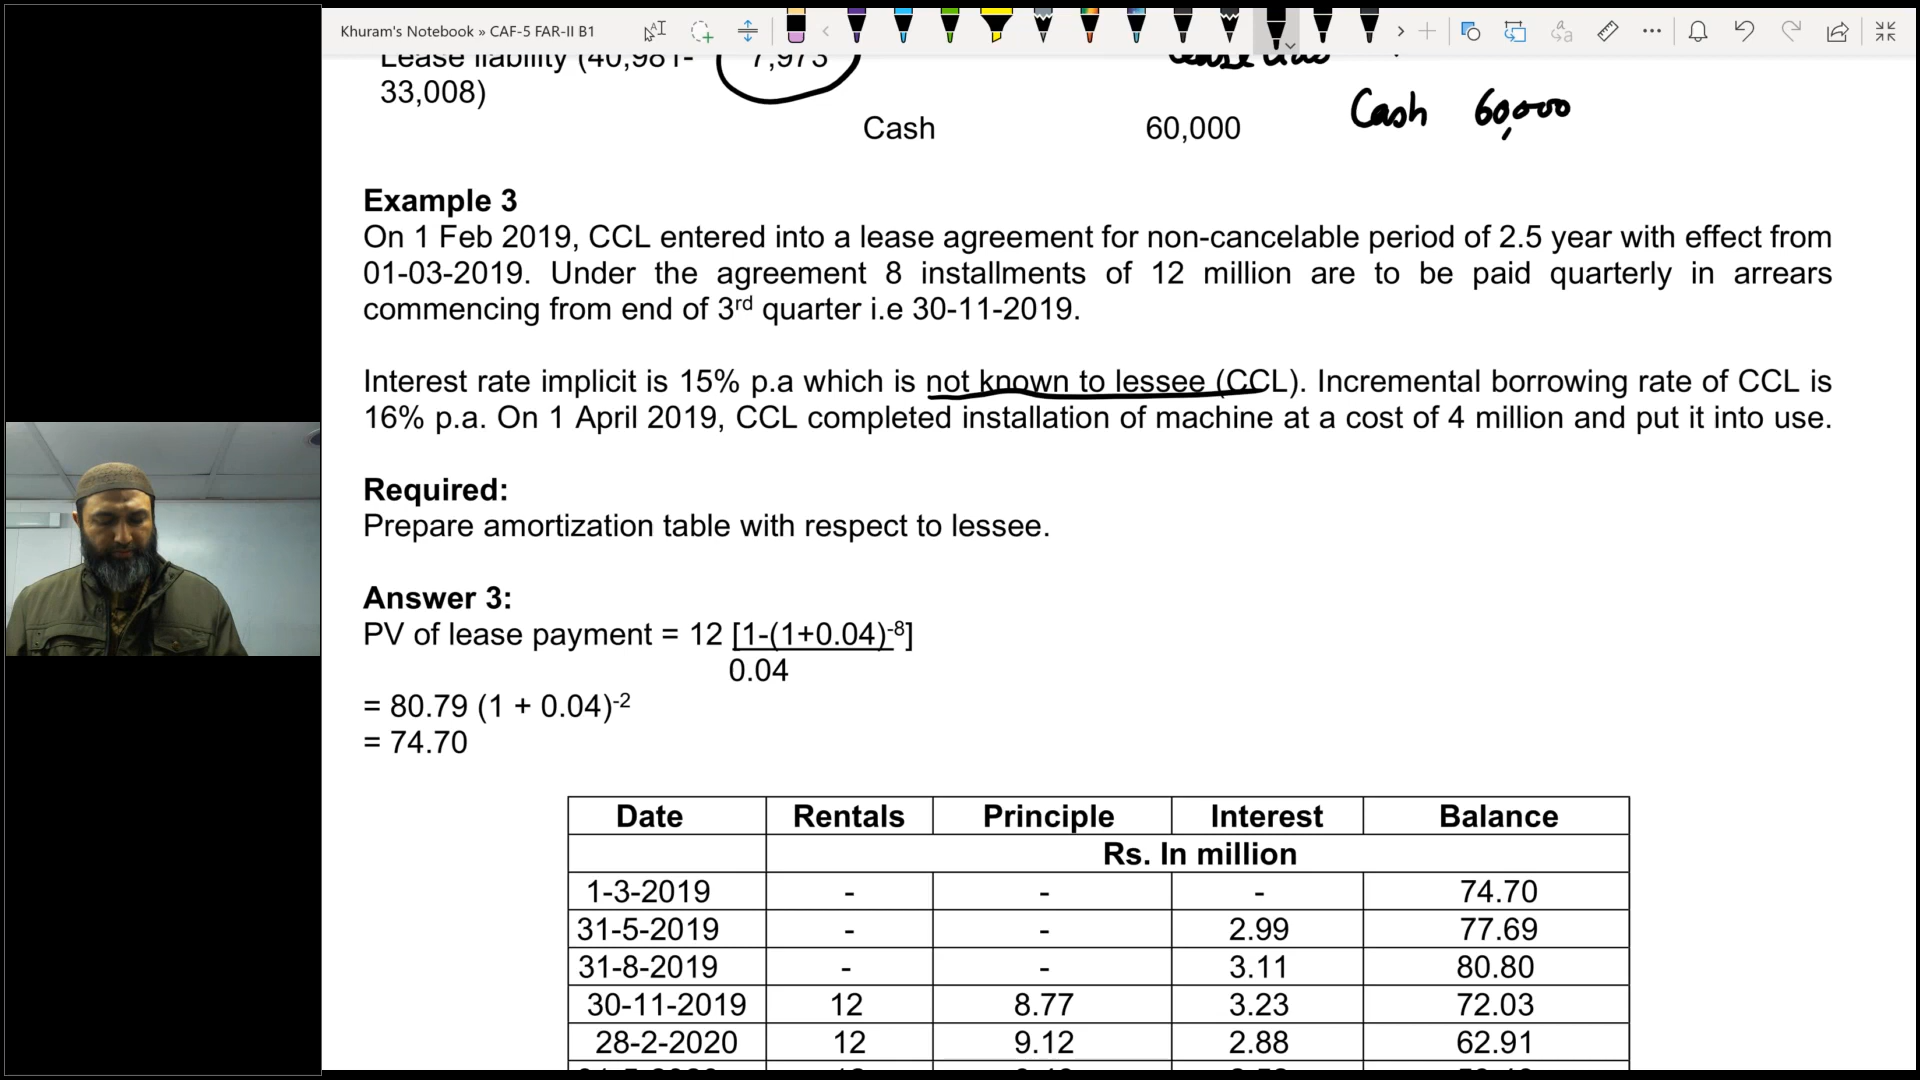 Khuram's Notebook » CAF-5 FAR-II B1
Lease liability (40,981- 7,973
33,008)
Cash 60,000
Cash 60,000
Example 3
On 1 Feb 2019, CCL entered into a lease agreement for non-cancelable period of 2.5 year with effect from
01-03-2019. Under the agreement 8 installments of 12 million are to be paid quarterly in arrears
commencing from end of 3rd quarter i.e 30-11-2019.
Interest rate implicit is 15% p.a which is not known to lessee (CCL). Incremental borrowing rate of CCL is
16% p.a. On 1 April 2019, CCL completed installation of machine at a cost of 4 million and put it into use.
Required:
Prepare amortization table with respect to lessee.
Answer 3:
PV of lease payment = 12 [1-(1+0.04)-8]
0.04
= 80.79 (1 + 0.04)-2
= 74.70
Date Rentals Principle Interest Balance
Rs. In million
1-3-2019 - - - 74.70
31-5-2019 - - 2.99 77.69
31-8-2019 - - 3.11 80.80
30-11-2019 12 8.77 3.23 72.03
28-2-2020 12 9.12 2.88 62.91